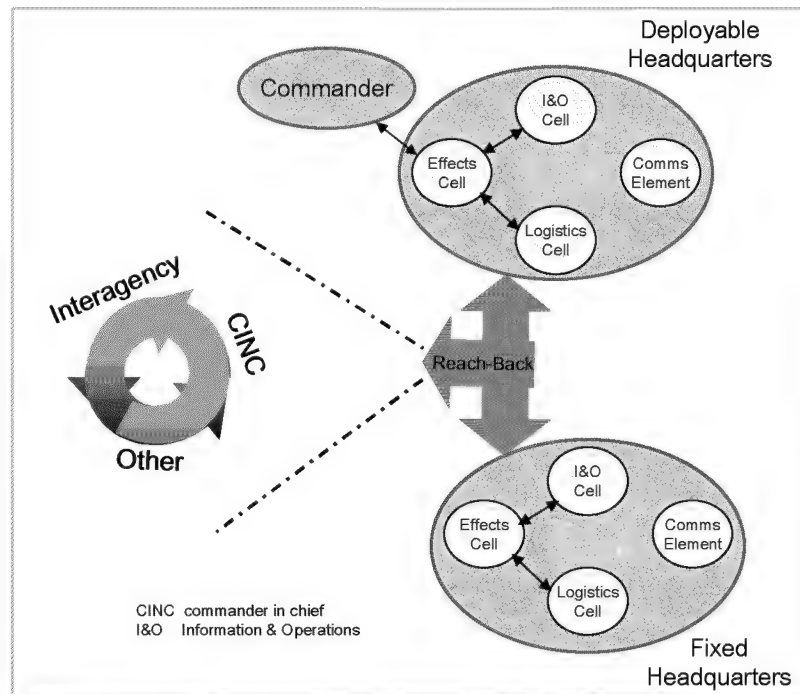 Deployable
Headquarters
Commander
I&O
Cell
Effects
Cell
Comms
Element
Logistics
Cell
Interagency
CINC
Other
Reach-Back
I&O
Cell
Effects
Cell
Comms
Element
Logistics
Cell
CINC commander in chief
I&O Information & Operations
Fixed
Headquarters